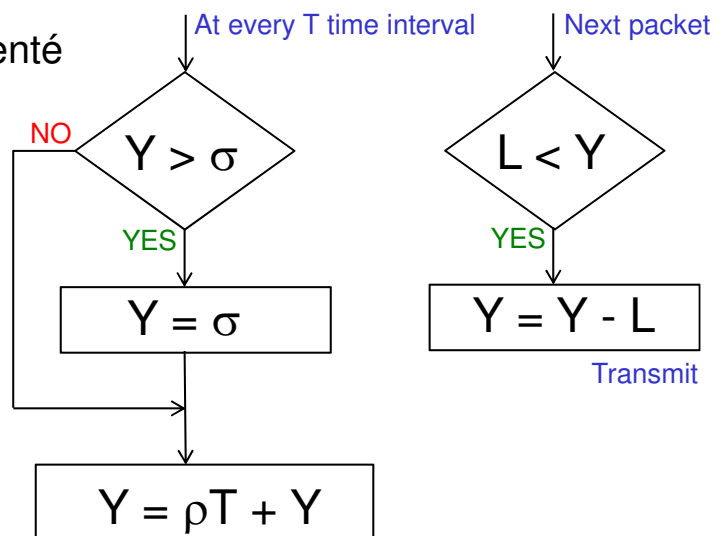 enté
At every T time interval
NO
Y > σ
YES
Y = σ
Y = ρT + Y
Next packet
L < Y
YES
Y = Y - L
Transmit